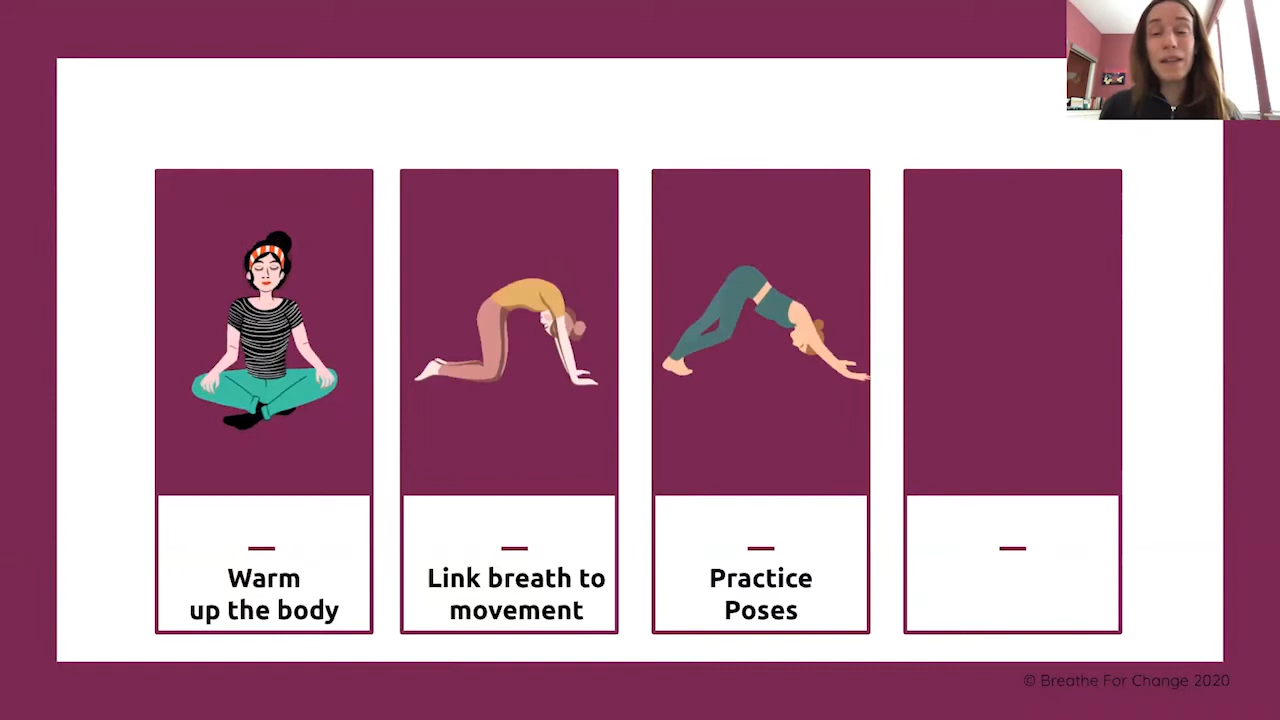 Warm
up the body
Link breath to
movement
Practice
Poses
© Breathe For Change 2020